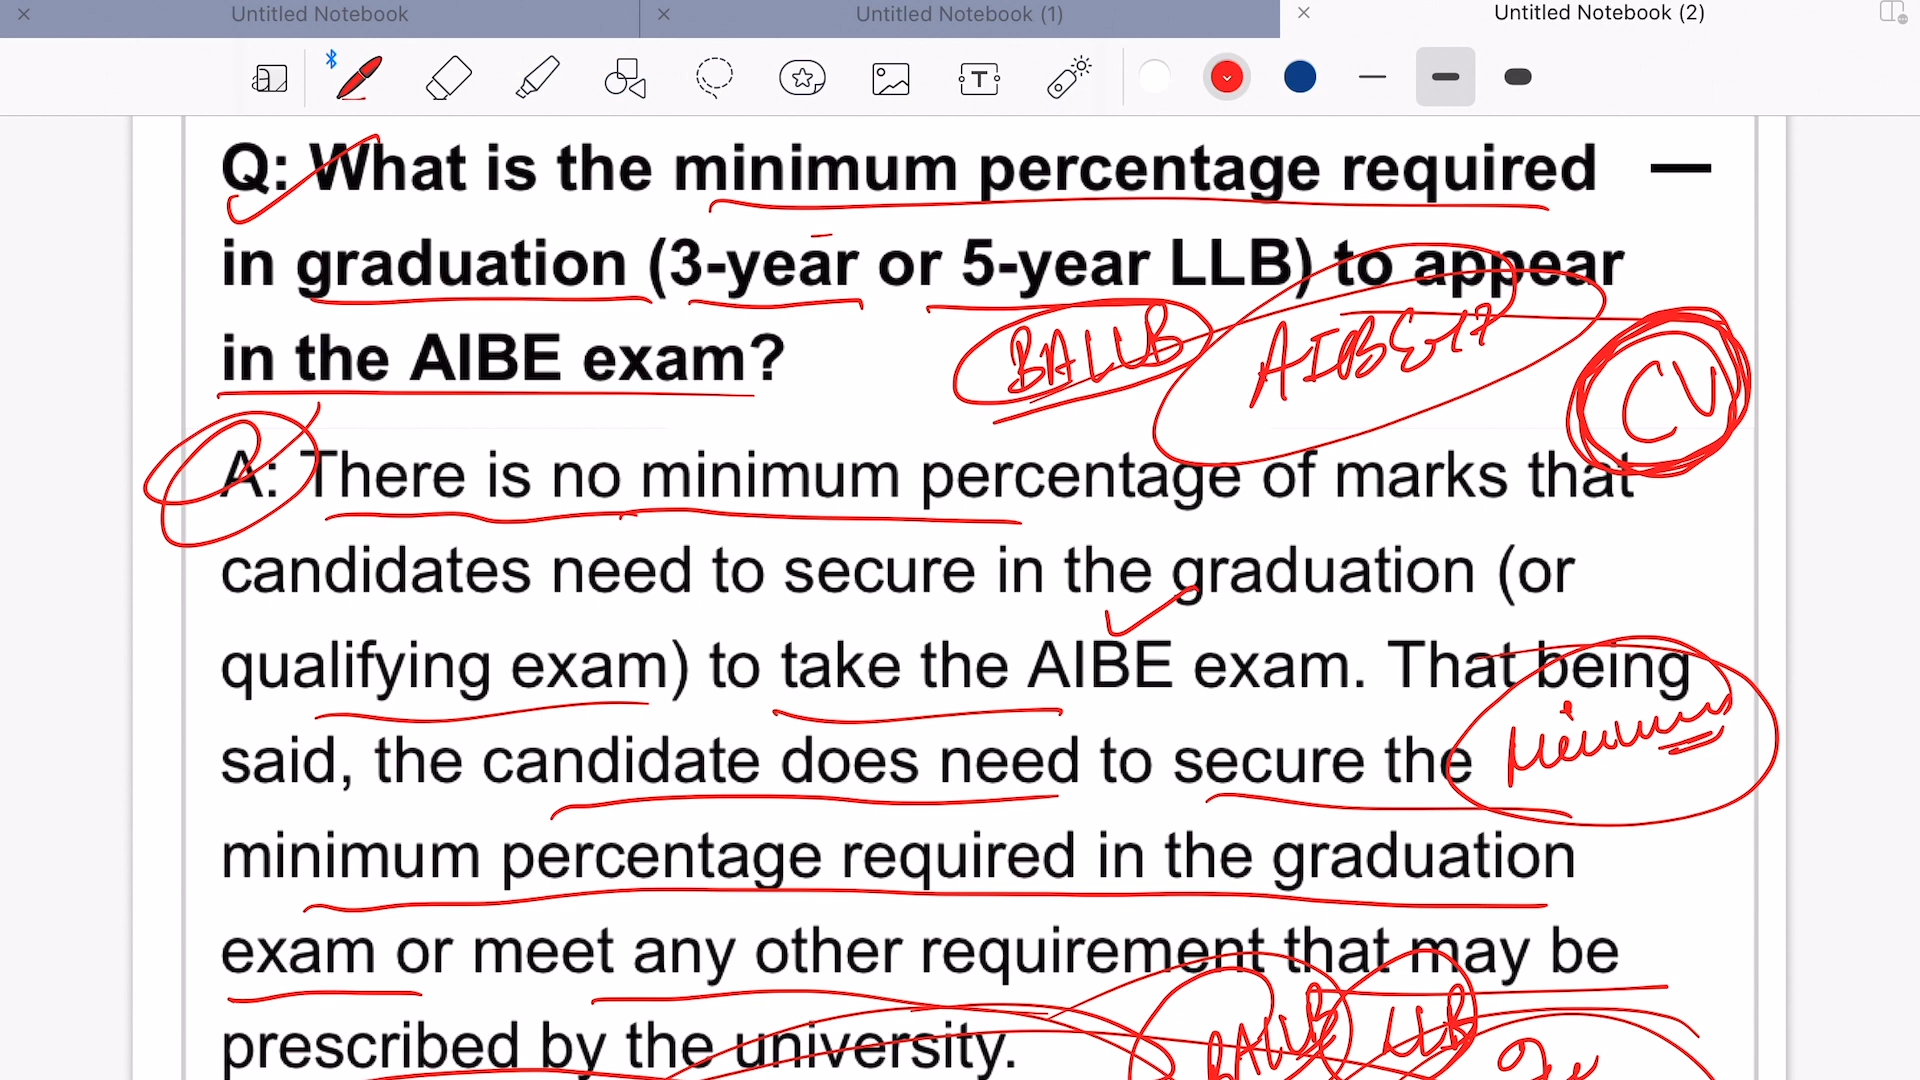 Untitled Notebook
Untitled Notebook (1)
Untitled Notebook (2)
Q: What is the minimum percentage required
in graduation (3-year or 5-year LLB) to appear
in the AIBE exam?
BALLB
AIBE 17
A: There is no minimum percentage of marks that
candidates need to secure in the graduation (or
qualifying exam) to take the AIBE exam. That being
said, the candidate does need to secure the
minimum percentage required in the graduation
exam or meet any other requirement that may be
prescribed by the university.
BALLB LLB